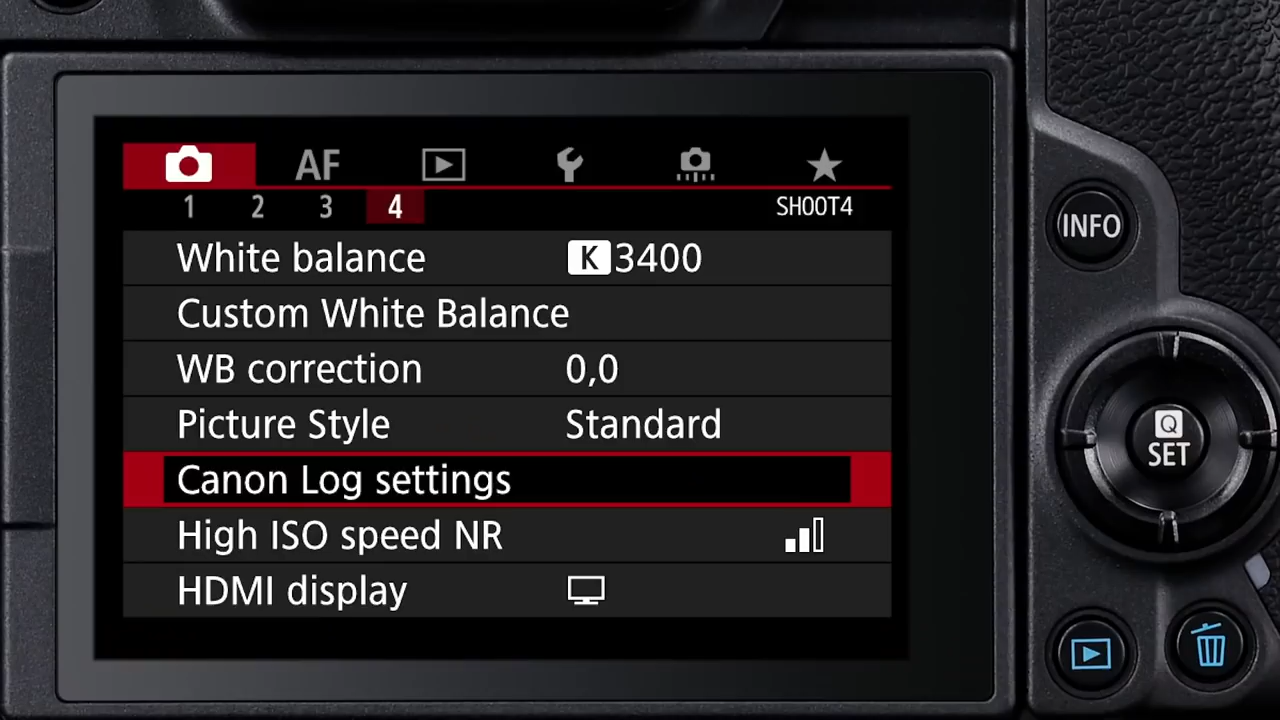 AF
1 2 3 4 SHOOT4
White balance K 3400
Custom White Balance
WB correction 0,0
Picture Style Standard
Canon Log settings
High ISO speed NR
HDMI display
INFO
Q
SET